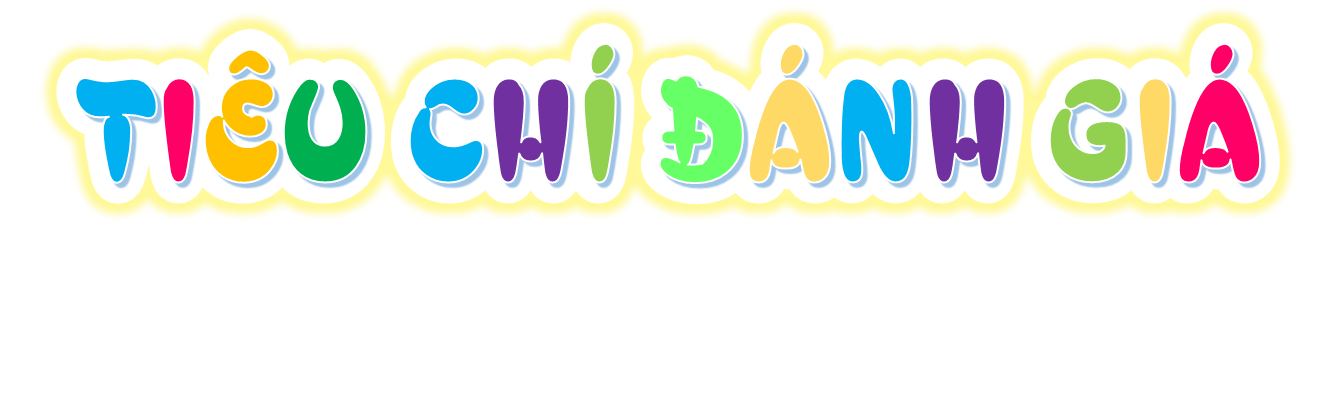 TIÊU CHÍ ĐÁNH GIÁ